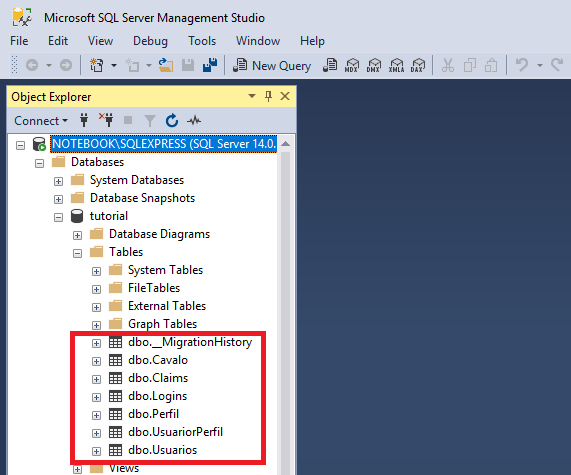 Microsoft SQL Server Management Studio
File Edit View Debug Tools Window Help
New Query MDX DMX XMLA DAX
Object Explorer
Connect
NOTEBOOK\SQLEXPRESS (SQL Server 14.0.
Databases
System Databases
Database Snapshots
tutorial
Database Diagrams
Tables
System Tables
FileTables
External Tables
Graph Tables
dbo.__MigrationHistory
dbo.Cavalo
dbo.Claims
dbo.Logins
dbo.Perfil
dbo.UsuariorPerfil
dbo.Usuarios
Views